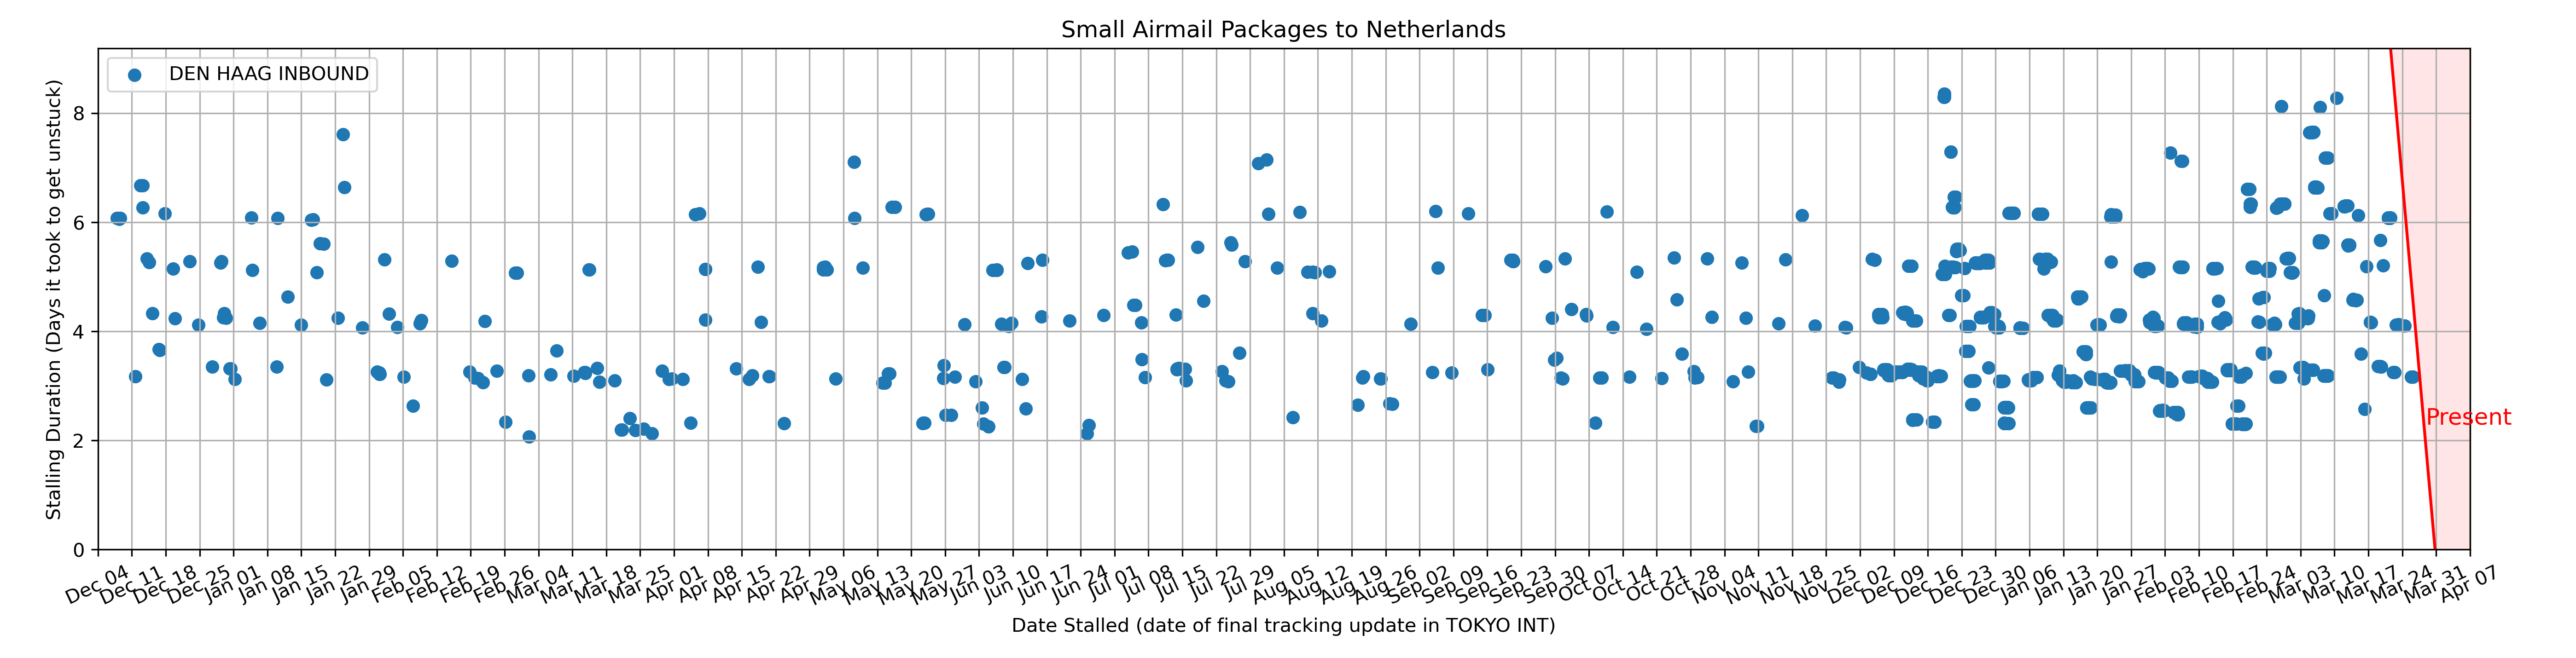 Small Airmail Packages to Netherlands
DEN HAAG INBOUND
Stalling Duration (Days it took to get unstuck)
8
6
4
2
0
Present
Dec 04
Dec 11
Dec 18
Dec 25
Jan 01
Jan 08
Jan 15
Jan 22
Jan 29
Feb 05
Feb 12
Feb 19
Feb 26
Mar 04
Mar 11
Mar 18
Mar 25
Apr 01
Apr 08
Apr 15
Apr 22
Apr 29
May 06
May 13
May 20
May 27
Jun 03
Jun 10
Jun 17
Jun 24
Jul 01
Jul 08
Jul 15
Jul 22
Jul 29
Aug 05
Aug 12
Aug 19
Aug 26
Sep 02
Sep 09
Sep 16
Sep 23
Sep 30
Oct 07
Oct 14
Oct 21
Oct 28
Nov 04
Nov 11
Nov 18
Nov 25
Dec 02
Dec 09
Dec 16
Dec 23
Dec 30
Jan 06
Jan 13
Jan 20
Jan 27
Feb 03
Feb 10
Feb 17
Feb 24
Mar 03
Mar 10
Mar 17
Mar 24
Mar 31
Apr 07
Date Stalled (date of final tracking update in TOKYO INT)